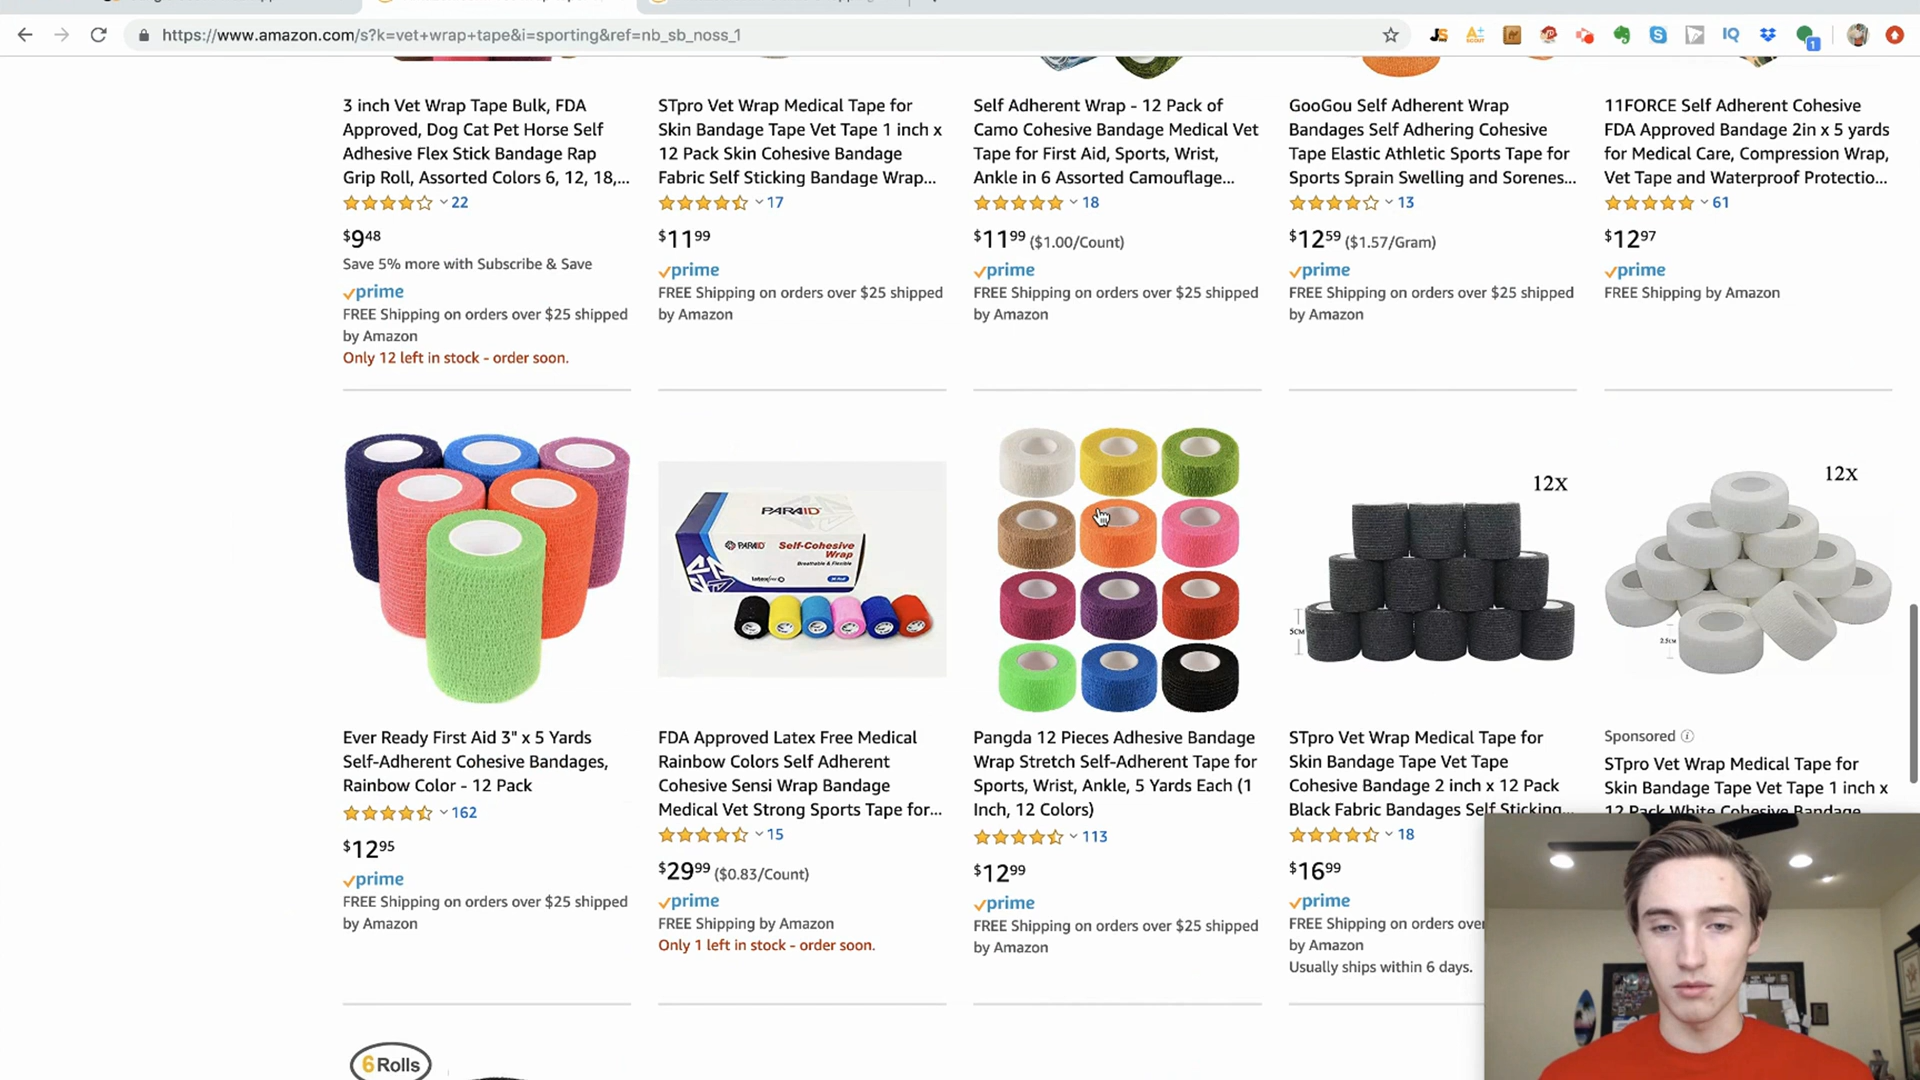 https://www.amazon.com/s?k=vet+wrap+tape&i=sporting&ref=nb_sb_noss_1
JS
A+
SCOUT
IQ
1
3 inch Vet Wrap Tape Bulk, FDA
Approved, Dog Cat Pet Horse Self
Adhesive Flex Stick Bandage Rap
Grip Roll, Assorted Colors 6, 12, 18,...
22
$9 48
Save 5% more with Subscribe & Save
prime
FREE Shipping on orders over $25 shipped
by Amazon
Only 12 left in stock - order soon.
STpro Vet Wrap Medical Tape for
Skin Bandage Tape Vet Tape 1 inch x
12 Pack Skin Cohesive Bandage
Fabric Self Sticking Bandage Wrap...
17
$11 99
prime
FREE Shipping on orders over $25 shipped
by Amazon
Self Adherent Wrap - 12 Pack of
Camo Cohesive Bandage Medical Vet
Tape for First Aid, Sports, Wrist,
Ankle in 6 Assorted Camouflage...
18
$11 99 ($1.00/Count)
prime
FREE Shipping on orders over $25 shipped
by Amazon
GooGou Self Adherent Wrap
Bandages Self Adhering Cohesive
Tape Elastic Athletic Sports Tape for
Sports Sprain Swelling and Sorenes...
13
$12 59 ($1.57/Gram)
prime
FREE Shipping on orders over $25 shipped
by Amazon
11FORCE Self Adherent Cohesive
FDA Approved Bandage 2in x 5 yards
for Medical Care, Compression Wrap,
Vet Tape and Waterproof Protectio...
61
$12 97
prime
FREE Shipping by Amazon
PARAID
PARAID
Self-Cohesive
Wrap
Breathable & Flexible
12X
5CM
12X
2.5CM
Ever Ready First Aid 3" x 5 Yards
Self-Adherent Cohesive Bandages,
Rainbow Color - 12 Pack
162
$12 95
prime
FREE Shipping on orders over $25 shipped
by Amazon
FDA Approved Latex Free Medical
Rainbow Colors Self Adherent
Cohesive Sensi Wrap Bandage
Medical Vet Strong Sports Tape for...
15
$29 99 ($0.83/Count)
prime
FREE Shipping by Amazon
Only 1 left in stock - order soon.
Pangda 12 Pieces Adhesive Bandage
Wrap Stretch Self-Adherent Tape for
Sports, Wrist, Ankle, 5 Yards Each (1
Inch, 12 Colors)
113
$12 99
prime
FREE Shipping on orders over $25 shipped
by Amazon
STpro Vet Wrap Medical Tape for
Skin Bandage Tape Vet Tape
Cohesive Bandage 2 inch x 12 Pack
Black Fabric Bandages Self Sticking...
18
$16 99
prime
FREE Shipping on orders over
by Amazon
Usually ships within 6 days.
Sponsored
STpro Vet Wrap Medical Tape for
Skin Bandage Tape Vet Tape 1 inch x
12 Pack White Cohesive Bandage
6 Rolls